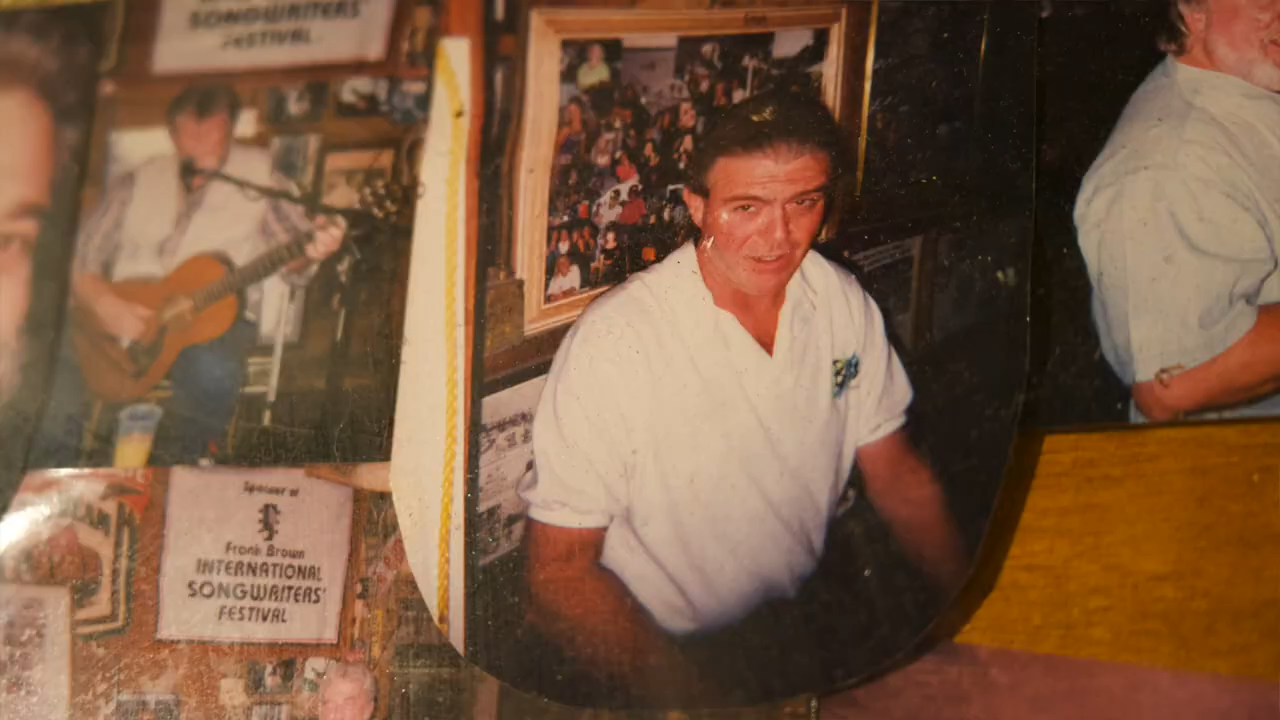 SONGWRITERS'
FESTIVAL
Sponsor of
Frank Brown
INTERNATIONAL
SONGWRITERS'
FESTIVAL